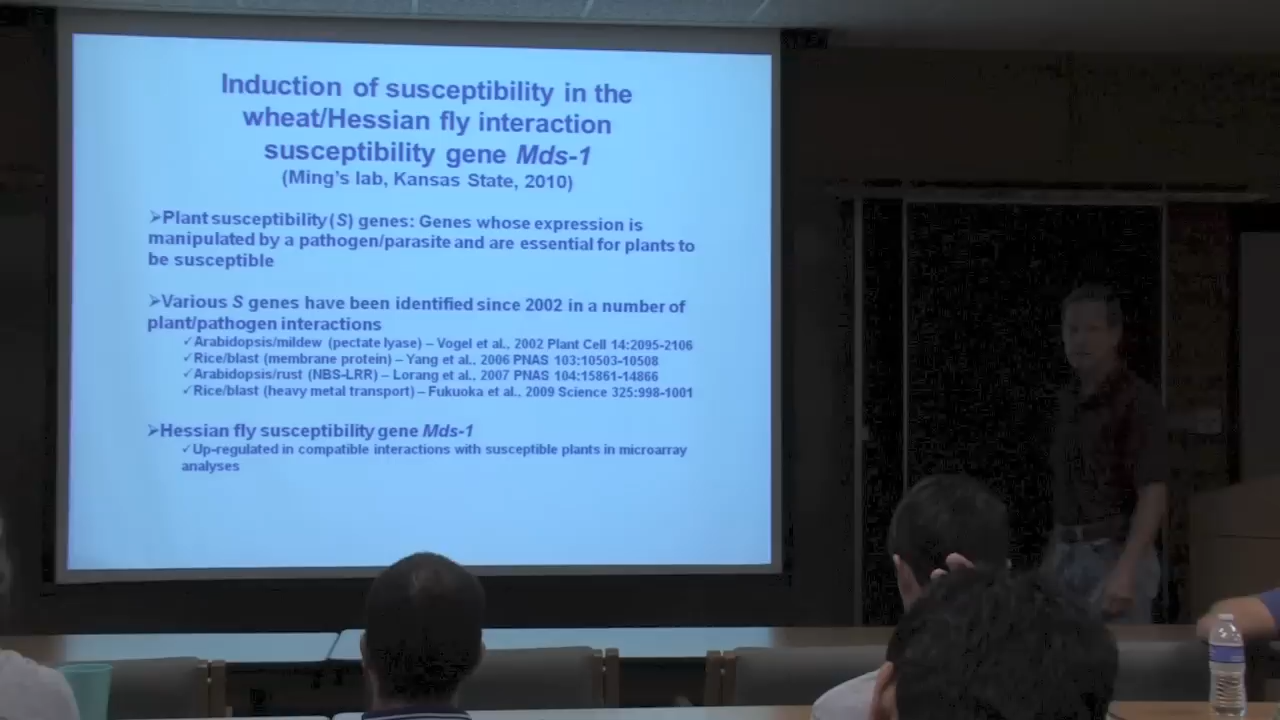 Induction of susceptibility in the
wheat/Hessian fly interaction
susceptibility gene Mds-1
(Ming's lab, Kansas State, 2010)
➢Plant susceptibility (S) genes: Genes whose expression is
manipulated by a pathogen/parasite and are essential for plants to
be susceptible
➢Various S genes have been identified since 2002 in a number of
plant/pathogen interactions
✓Arabidopsis/mildew (pectate lyase) – Vogel et al., 2002 Plant Cell 14:2095-2106
✓Rice/blast (membrane protein) – Yang et al., 2006 PNAS 103:10503-10508
✓Arabidopsis/rust (NBS-LRR) – Lorang et al., 2007 PNAS 104:15861-14866
✓Rice/blast (heavy metal transport) – Fukuoka et al., 2009 Science 325:998-1001
➢Hessian fly susceptibility gene Mds-1
✓Up-regulated in compatible interactions with susceptible plants in microarray
analyses